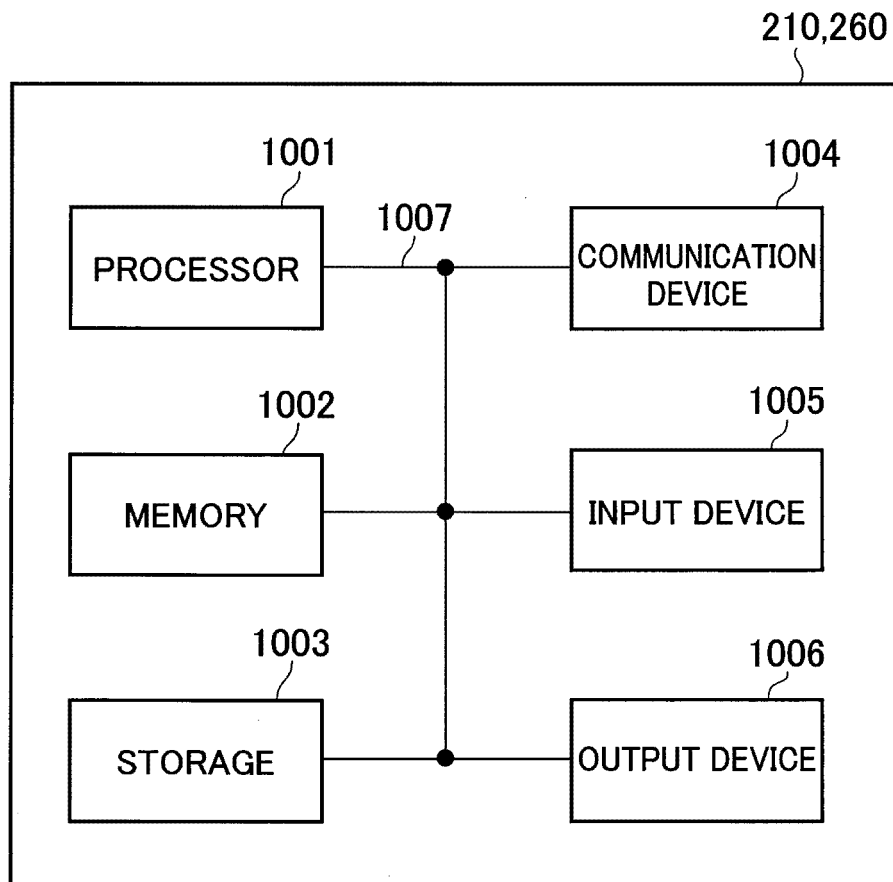 210,260
1001
1004
1007
PROCESSOR
COMMUNICATION
DEVICE
1002
1005
MEMORY
INPUT DEVICE
1003
1006
STORAGE
OUTPUT DEVICE